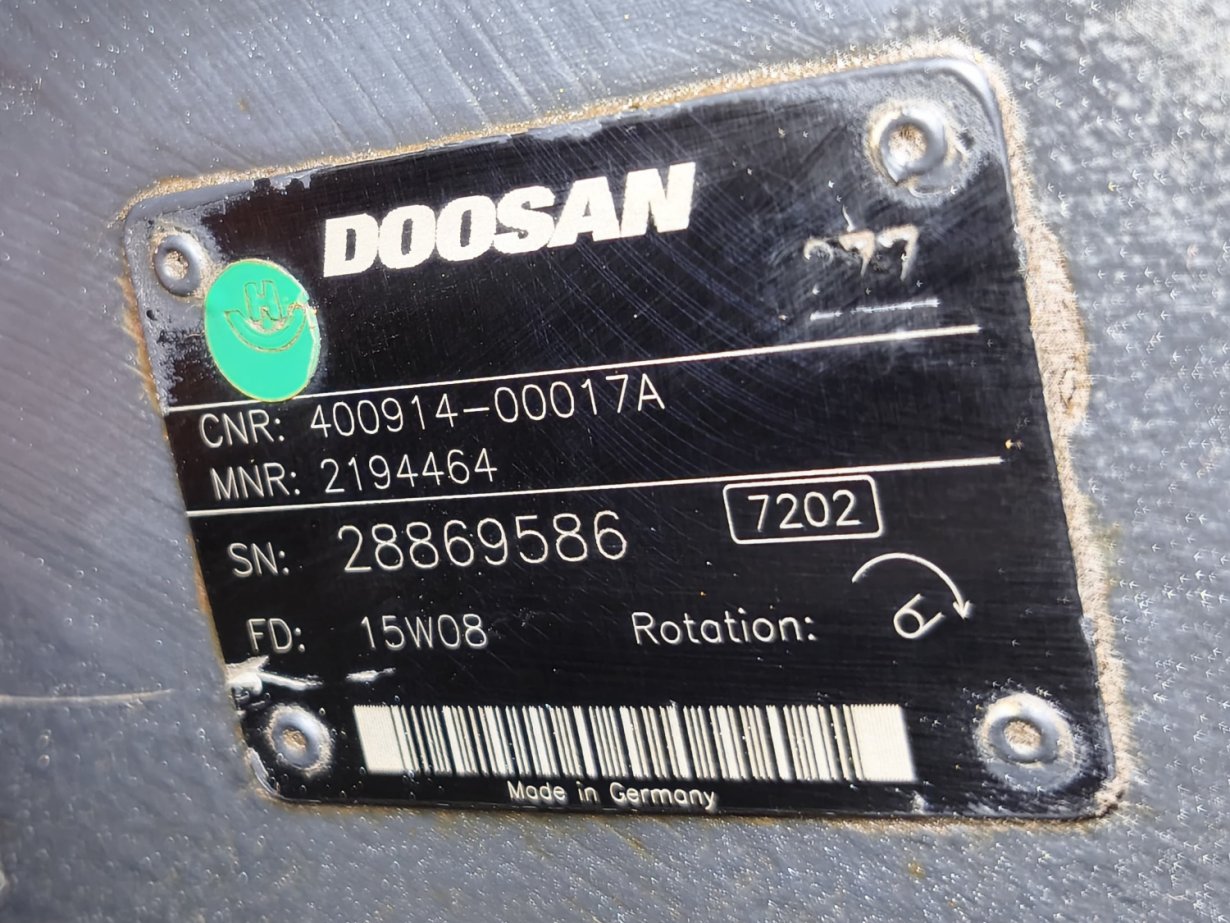 DOOSAN
H
CNR: 400914-00017A
MNR: 2194464
SN: 28869586 7202
FD: 15W08 Rotation:
Made in Germany